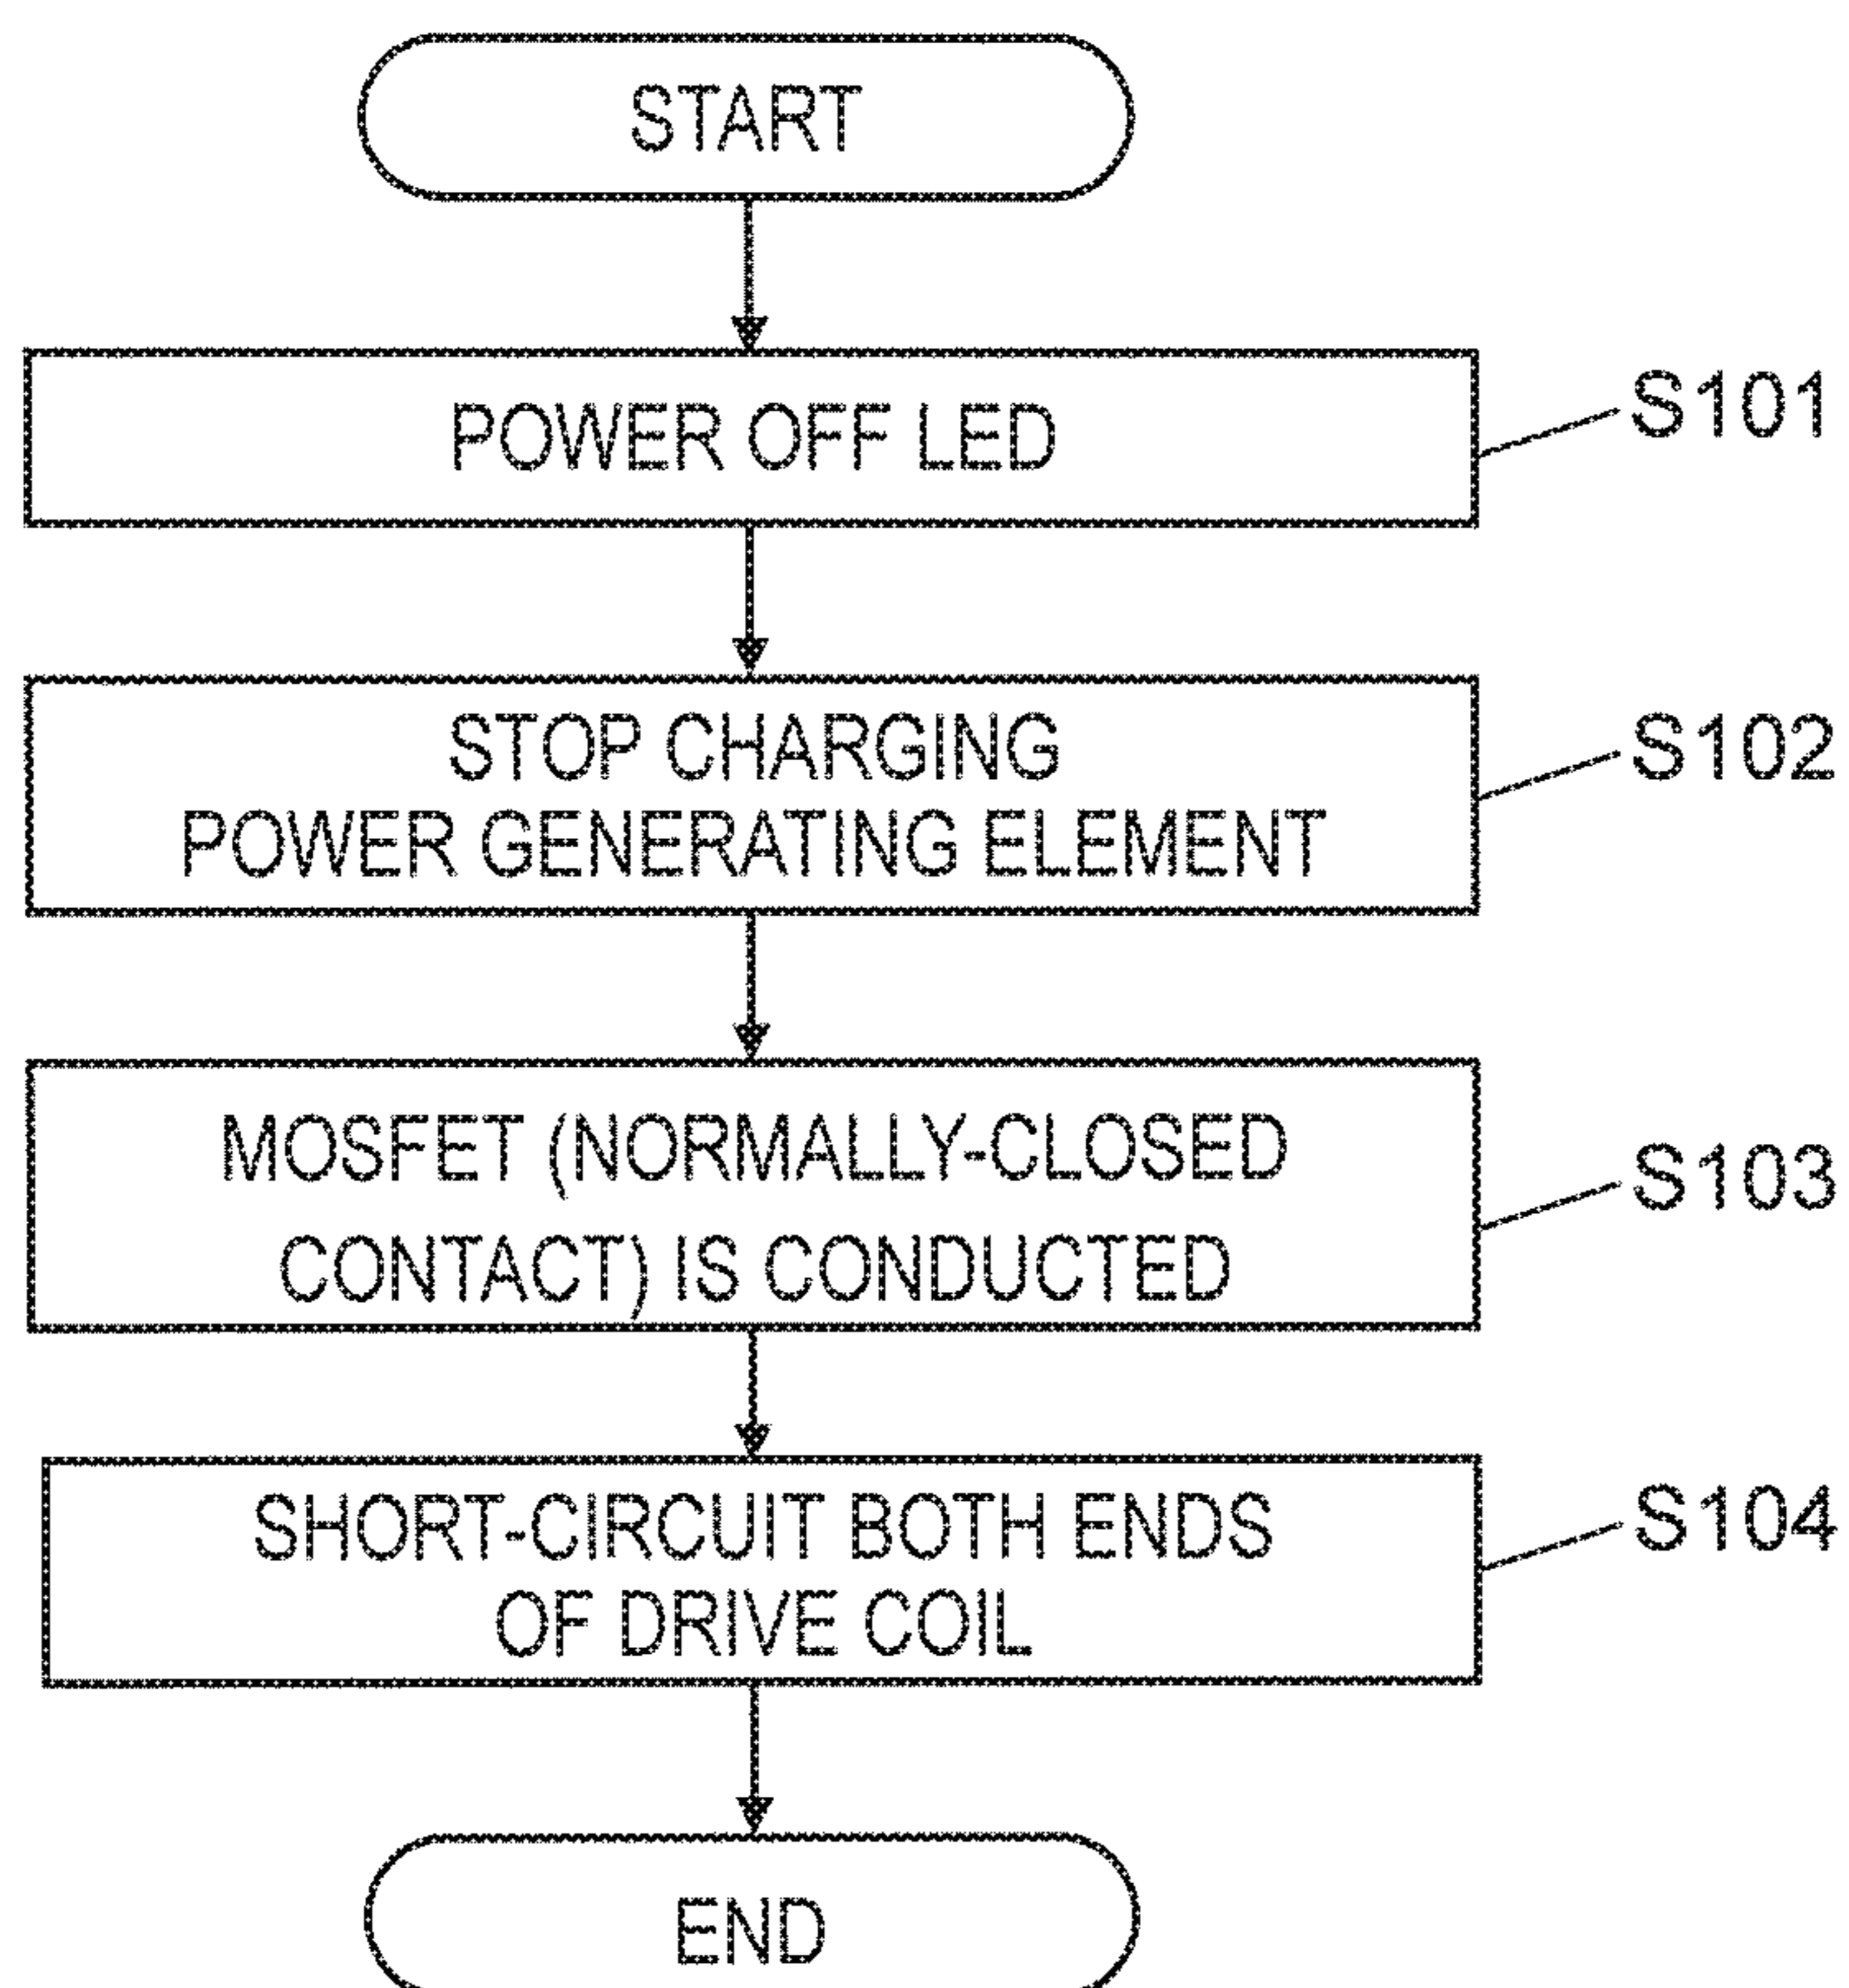 START
POWER OFF LED
S101
STOP CHARGING
POWER GENERATING ELEMENT
S102
MOSFET (NORMALLY-CLOSED
CONTACT) IS CONDUCTED
S103
SHORT-CIRCUIT BOTH ENDS
OF DRIVE COIL
S104
END